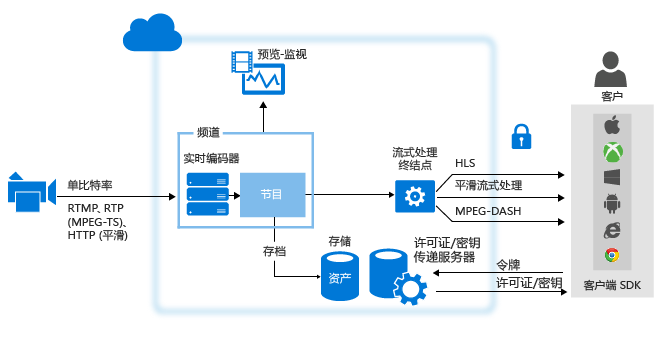 预览-监视
客户
频道
实时编码器
节目
流式处理
终结点
HLS
平滑流式处理
MPEG-DASH
单比特率
RTMP, RTP
(MPEG-TS)、
HTTP (平滑)
存档
存储
资产
许可证/密钥
传递服务器
令牌
许可证/密钥
客户端 SDK